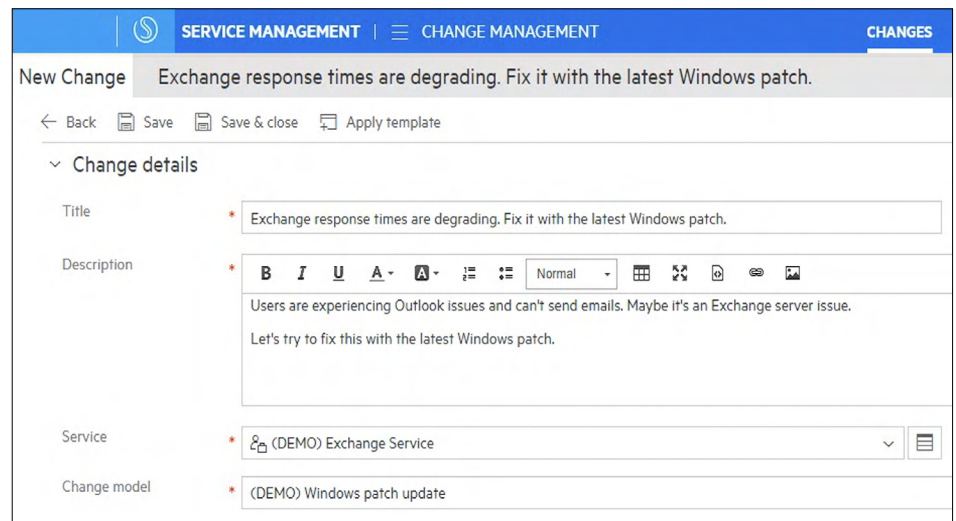 SERVICE MANAGEMENT | CHANGE MANAGEMENT CHANGES
New Change Exchange response times are degrading. Fix it with the latest Windows patch.
Back Save Save & close Apply template
Change details
Title * Exchange response times are degrading. Fix it with the latest Windows patch.
Description * B I U A A Normal
Users are experiencing Outlook issues and can't send emails. Maybe it's an Exchange server issue.
Let's try to fix this with the latest Windows patch.
Service * (DEMO) Exchange Service
Change model * (DEMO) Windows patch update